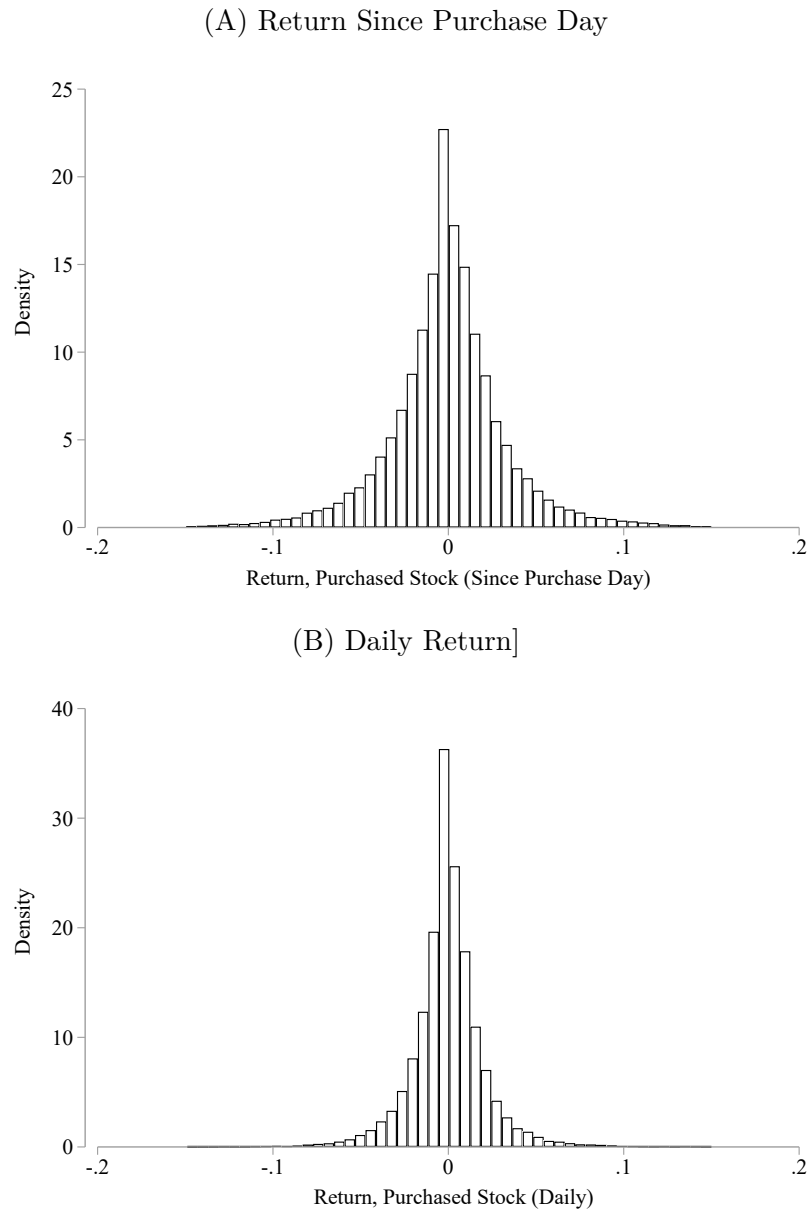 (A) Return Since Purchase Day
25
20
15
10
5
0
Density
-.2 -.1 0 .1 .2
Return, Purchased Stock (Since Purchase Day)
(B) Daily Return]
40
30
20
10
0
Density
-.2 -.1 0 .1 .2
Return, Purchased Stock (Daily)